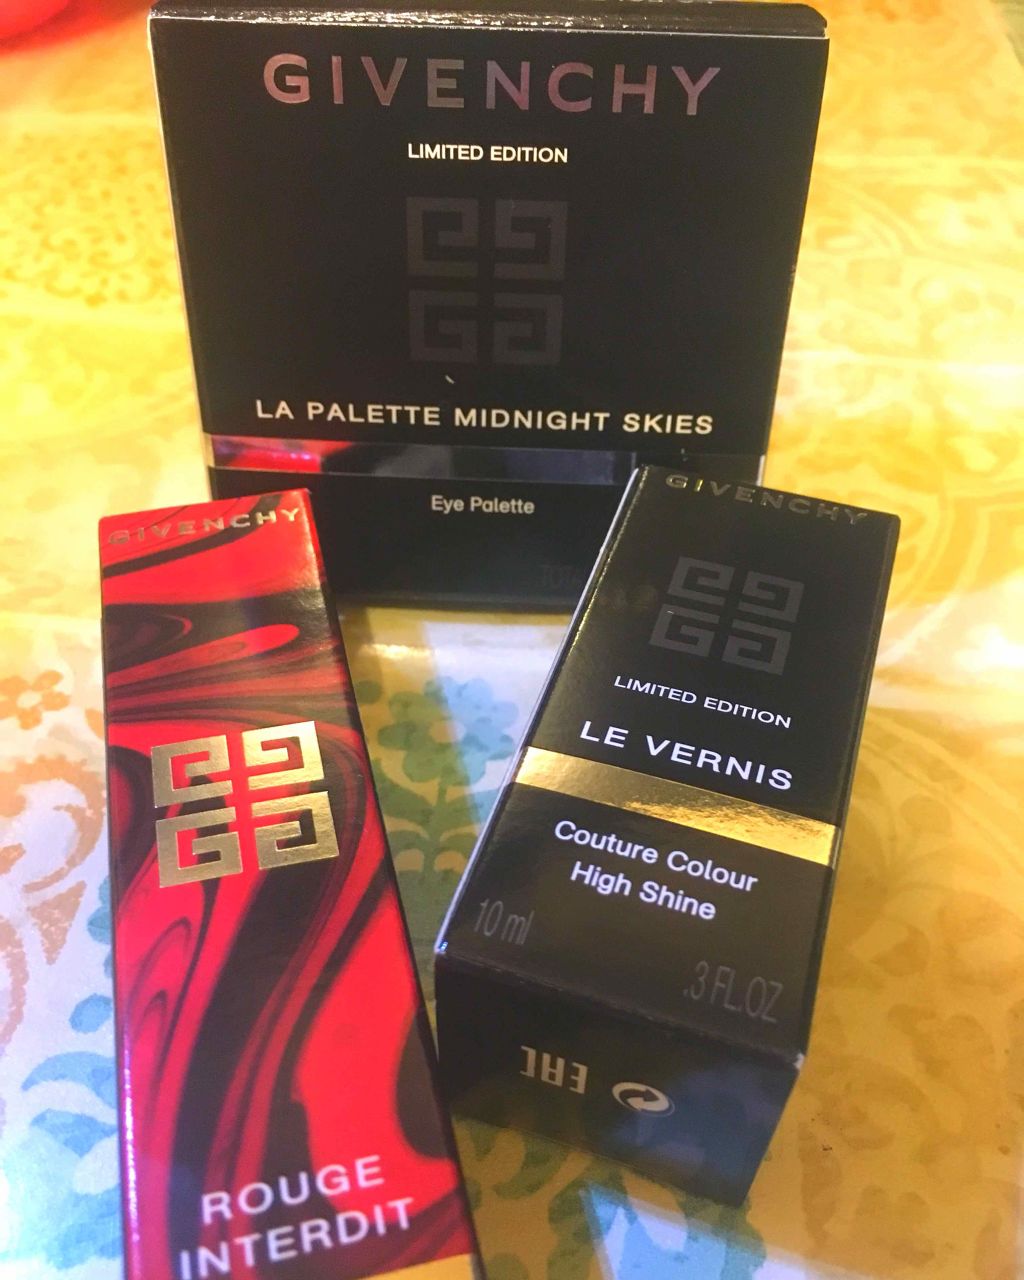 GIVENCHY
LIMITED EDITION
LA PALETTE MIDNIGHT SKIES
Eye Palette
GIVENCHY
ROUGE
INTERDIT
GIVENCHY
LIMITED EDITION
LE VERNIS
Couture Colour
High Shine
10 ml
.3 FL.OZ
EAC